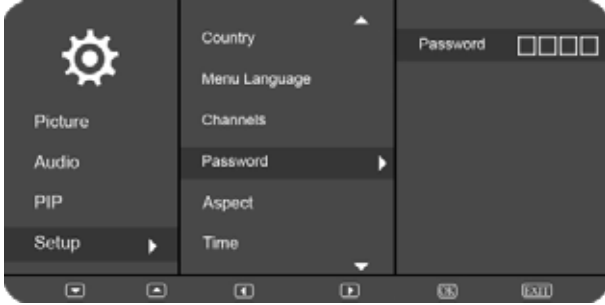 Picture
Audio
PIP
Setup
Country
Menu Language
Channels
Password
Aspect
Time
Password
OK
EXIT